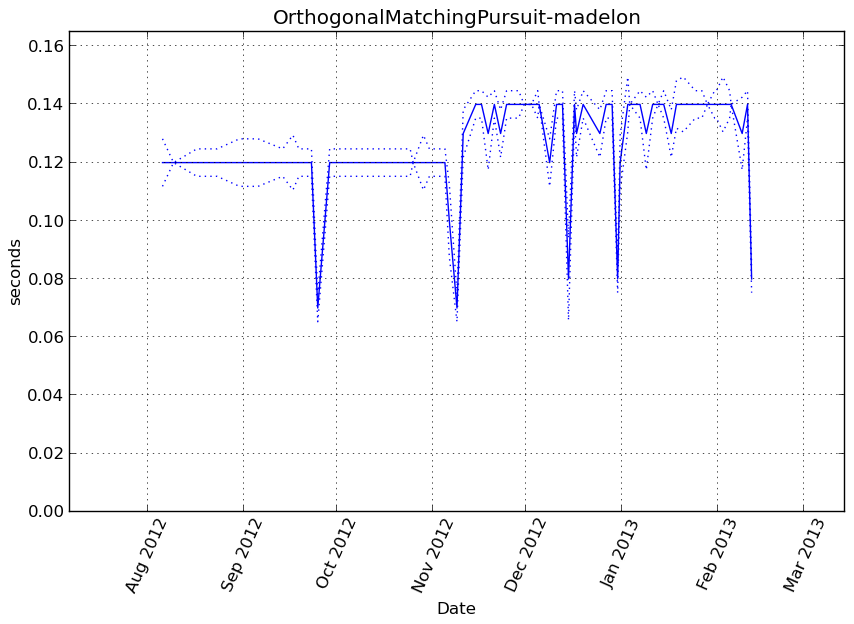 OrthogonalMatchingPursuit-madelon
0.16
0.14
0.12
0.10
0.08
0.06
0.04
0.02
0.00
seconds
Aug 2012
Sep 2012
Oct 2012
Nov 2012
Dec 2012
Jan 2013
Feb 2013
Mar 2013
Date